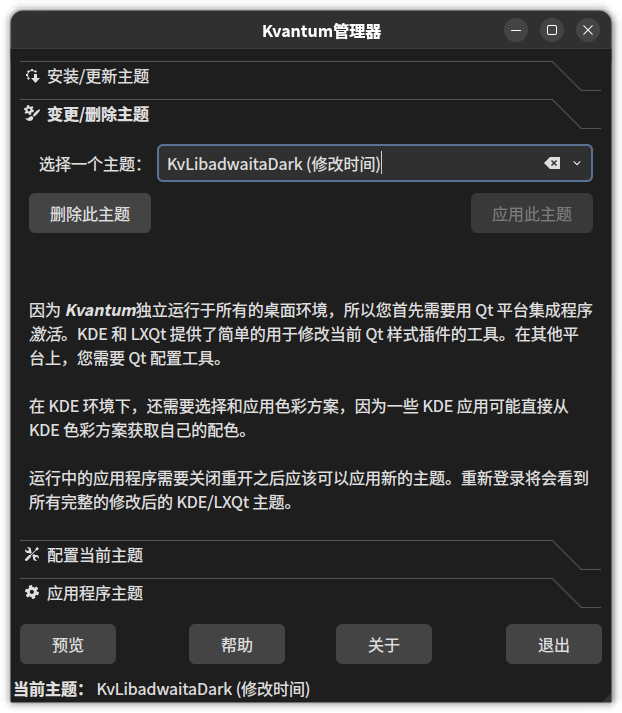 Kvantum管理器
安装/更新主题
变更/删除主题
选择一个主题： KvLibadwaitaDark (修改时间)
删除此主题 应用此主题
因为 Kvantum独立运行于所有的桌面环境，所以您首先需要用 Qt 平台集成程序
激活。KDE 和 LXQt 提供了简单的用于修改当前 Qt 样式插件的工具。在其他平
台上，您需要 Qt 配置工具。
在 KDE 环境下，还需要选择和应用色彩方案，因为一些 KDE 应用可能直接从
KDE 色彩方案获取自己的配色。
运行中的应用程序需要关闭重开之后应该可以应用新的主题。重新登录将会看到
所有完整的修改后的 KDE/LXQt 主题。
配置当前主题
应用程序主题
预览 帮助 关于 退出
当前主题： KvLibadwaitaDark (修改时间)